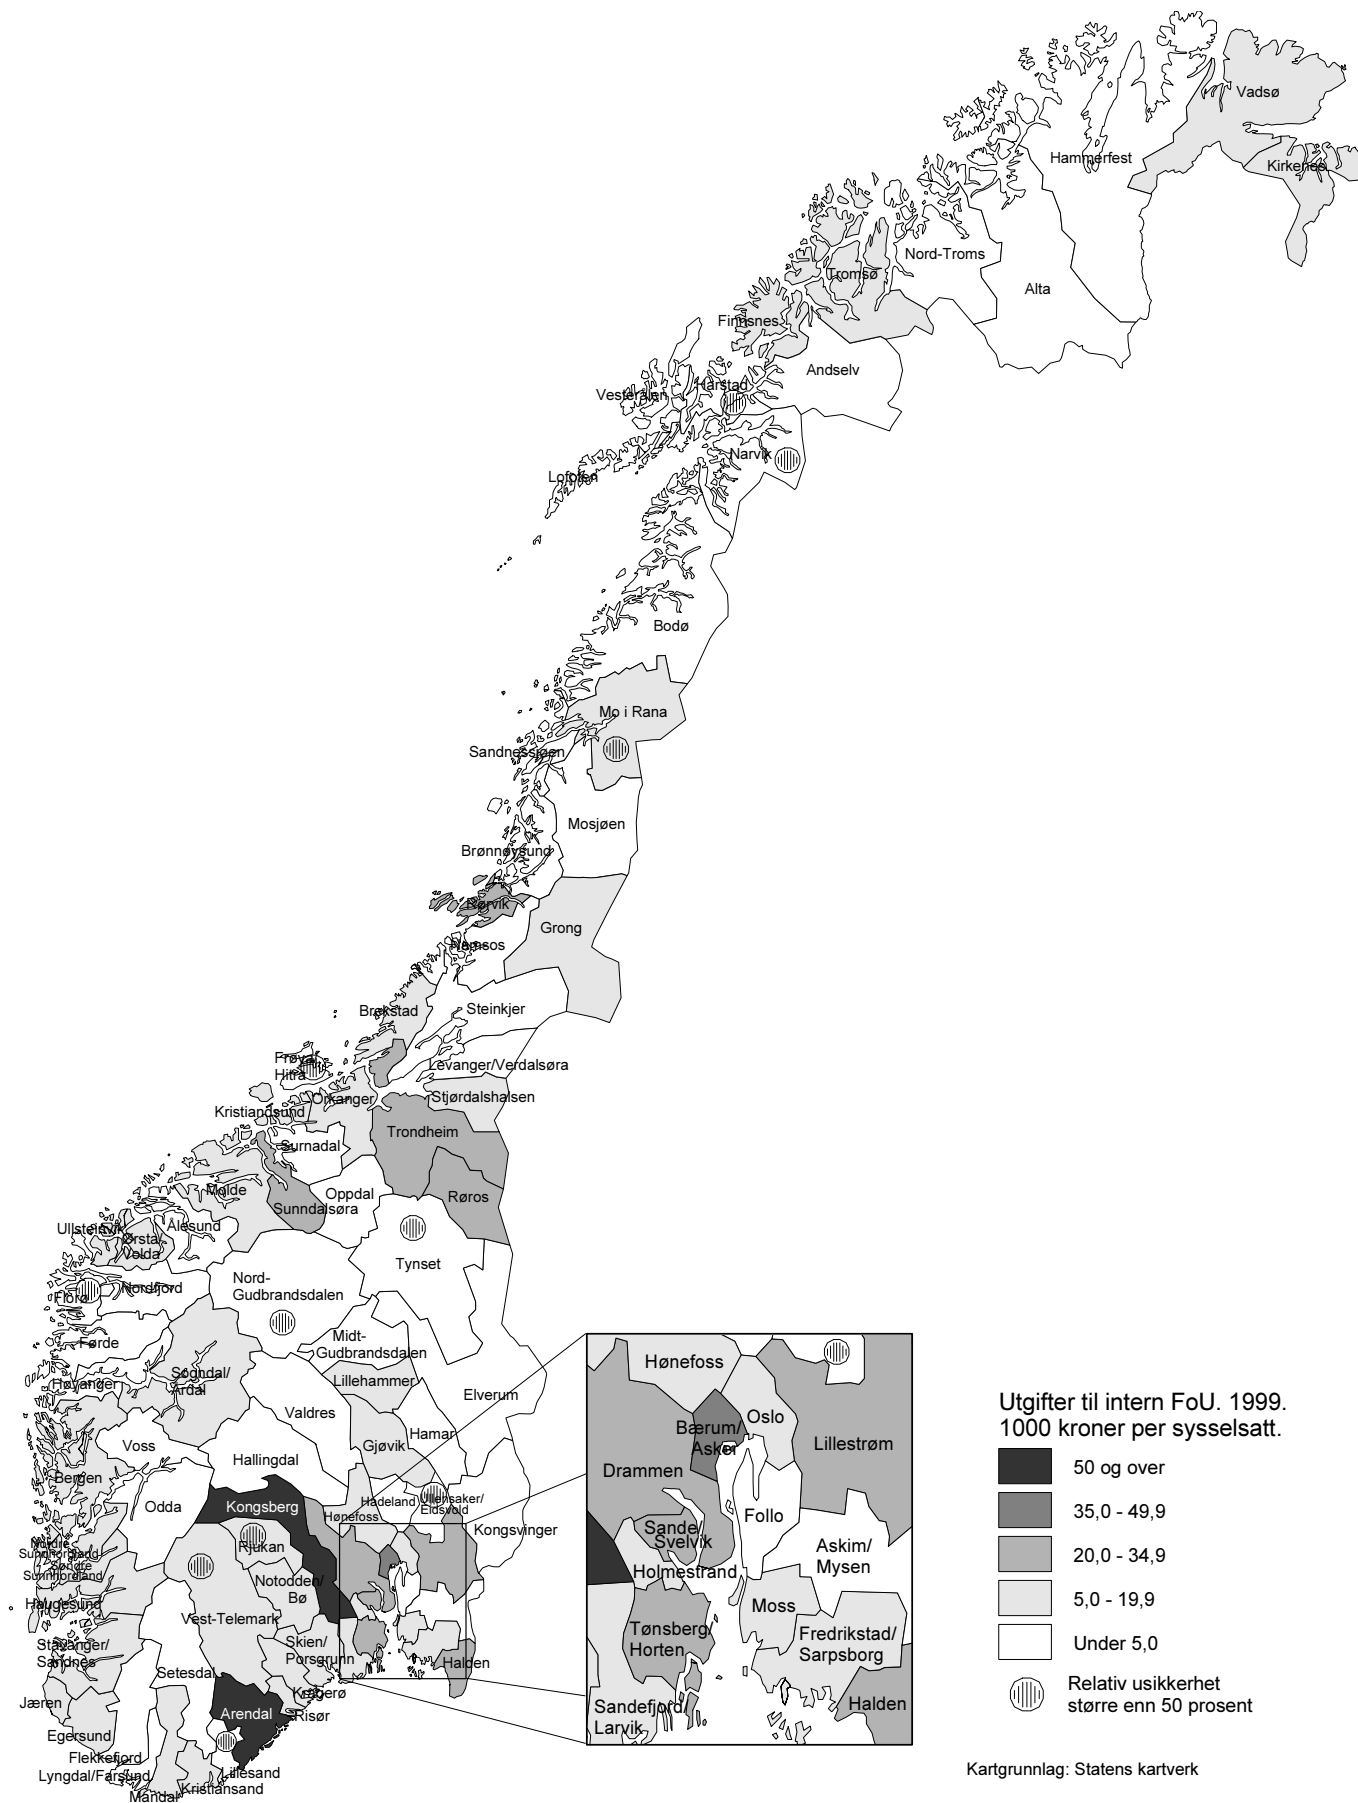 Vadsø
Hammerfest
Kirkenes
Nord-Troms
Tromsø
Alta
Finnsnes
Andselv
Harstad
Vesterålen
Narvik
Lofoten
Bodø
Mo i Rana
Sandnessjøen
Mosjøen
Brønnøysund
Rørvik
Grong
Namsos
Steinkjer
Brekstad
Frøya/
Hitra
Levanger/Verdalsøra
Orkanger
Stjørdalshalsen
Kristiansund
Trondheim
Surnadal
Molde
Oppdal
Røros
Sunndalsøra
Ullsteinvik
Ålesund
Ørsta/
Volda
Tynset
Nord-
Gudbrandsdalen
Nordfjord
Florø
Midt-
Gudbrandsdalen
Førde
Sogndal/
Årdal
Lillehammer
Høyanger
Elverum
Valdres
Hamar
Voss
Gjøvik
Hallingdal
Bergen
Odda
Kongsberg
Hadeland
Ullensaker/
Eidsvold
Hønefoss
Kongsvinger
Nordre
Sunnhordland
Søndre
Sunnhordland
Rjukan
Notodden/
Bø
Haugesund
Vest-Telemark
Stavanger/
Sandnes
Skien/
Porsgrunn
Halden
Setesdal
Kragerø
Jæren
Arendal
Risør
Egersund
Flekkefjord
Lyngdal/Farsund
Lillesand
Kristiansand
Mandal
Hønefoss
Bærum/
Asker
Oslo
Lillestrøm
Drammen
Follo
Sande/
Svelvik
Askim/
Mysen
Holmestrand
Moss
Tønsberg/
Horten
Fredrikstad/
Sarpsborg
Sandefjord/
Larvik
Halden
Utgifter til intern FoU. 1999.
1000 kroner per sysselsatt.
50 og over
35,0 - 49,9
20,0 - 34,9
5,0 - 19,9
Under 5,0
Relativ usikkerhet
større enn 50 prosent
Kartgrunnlag: Statens kartverk